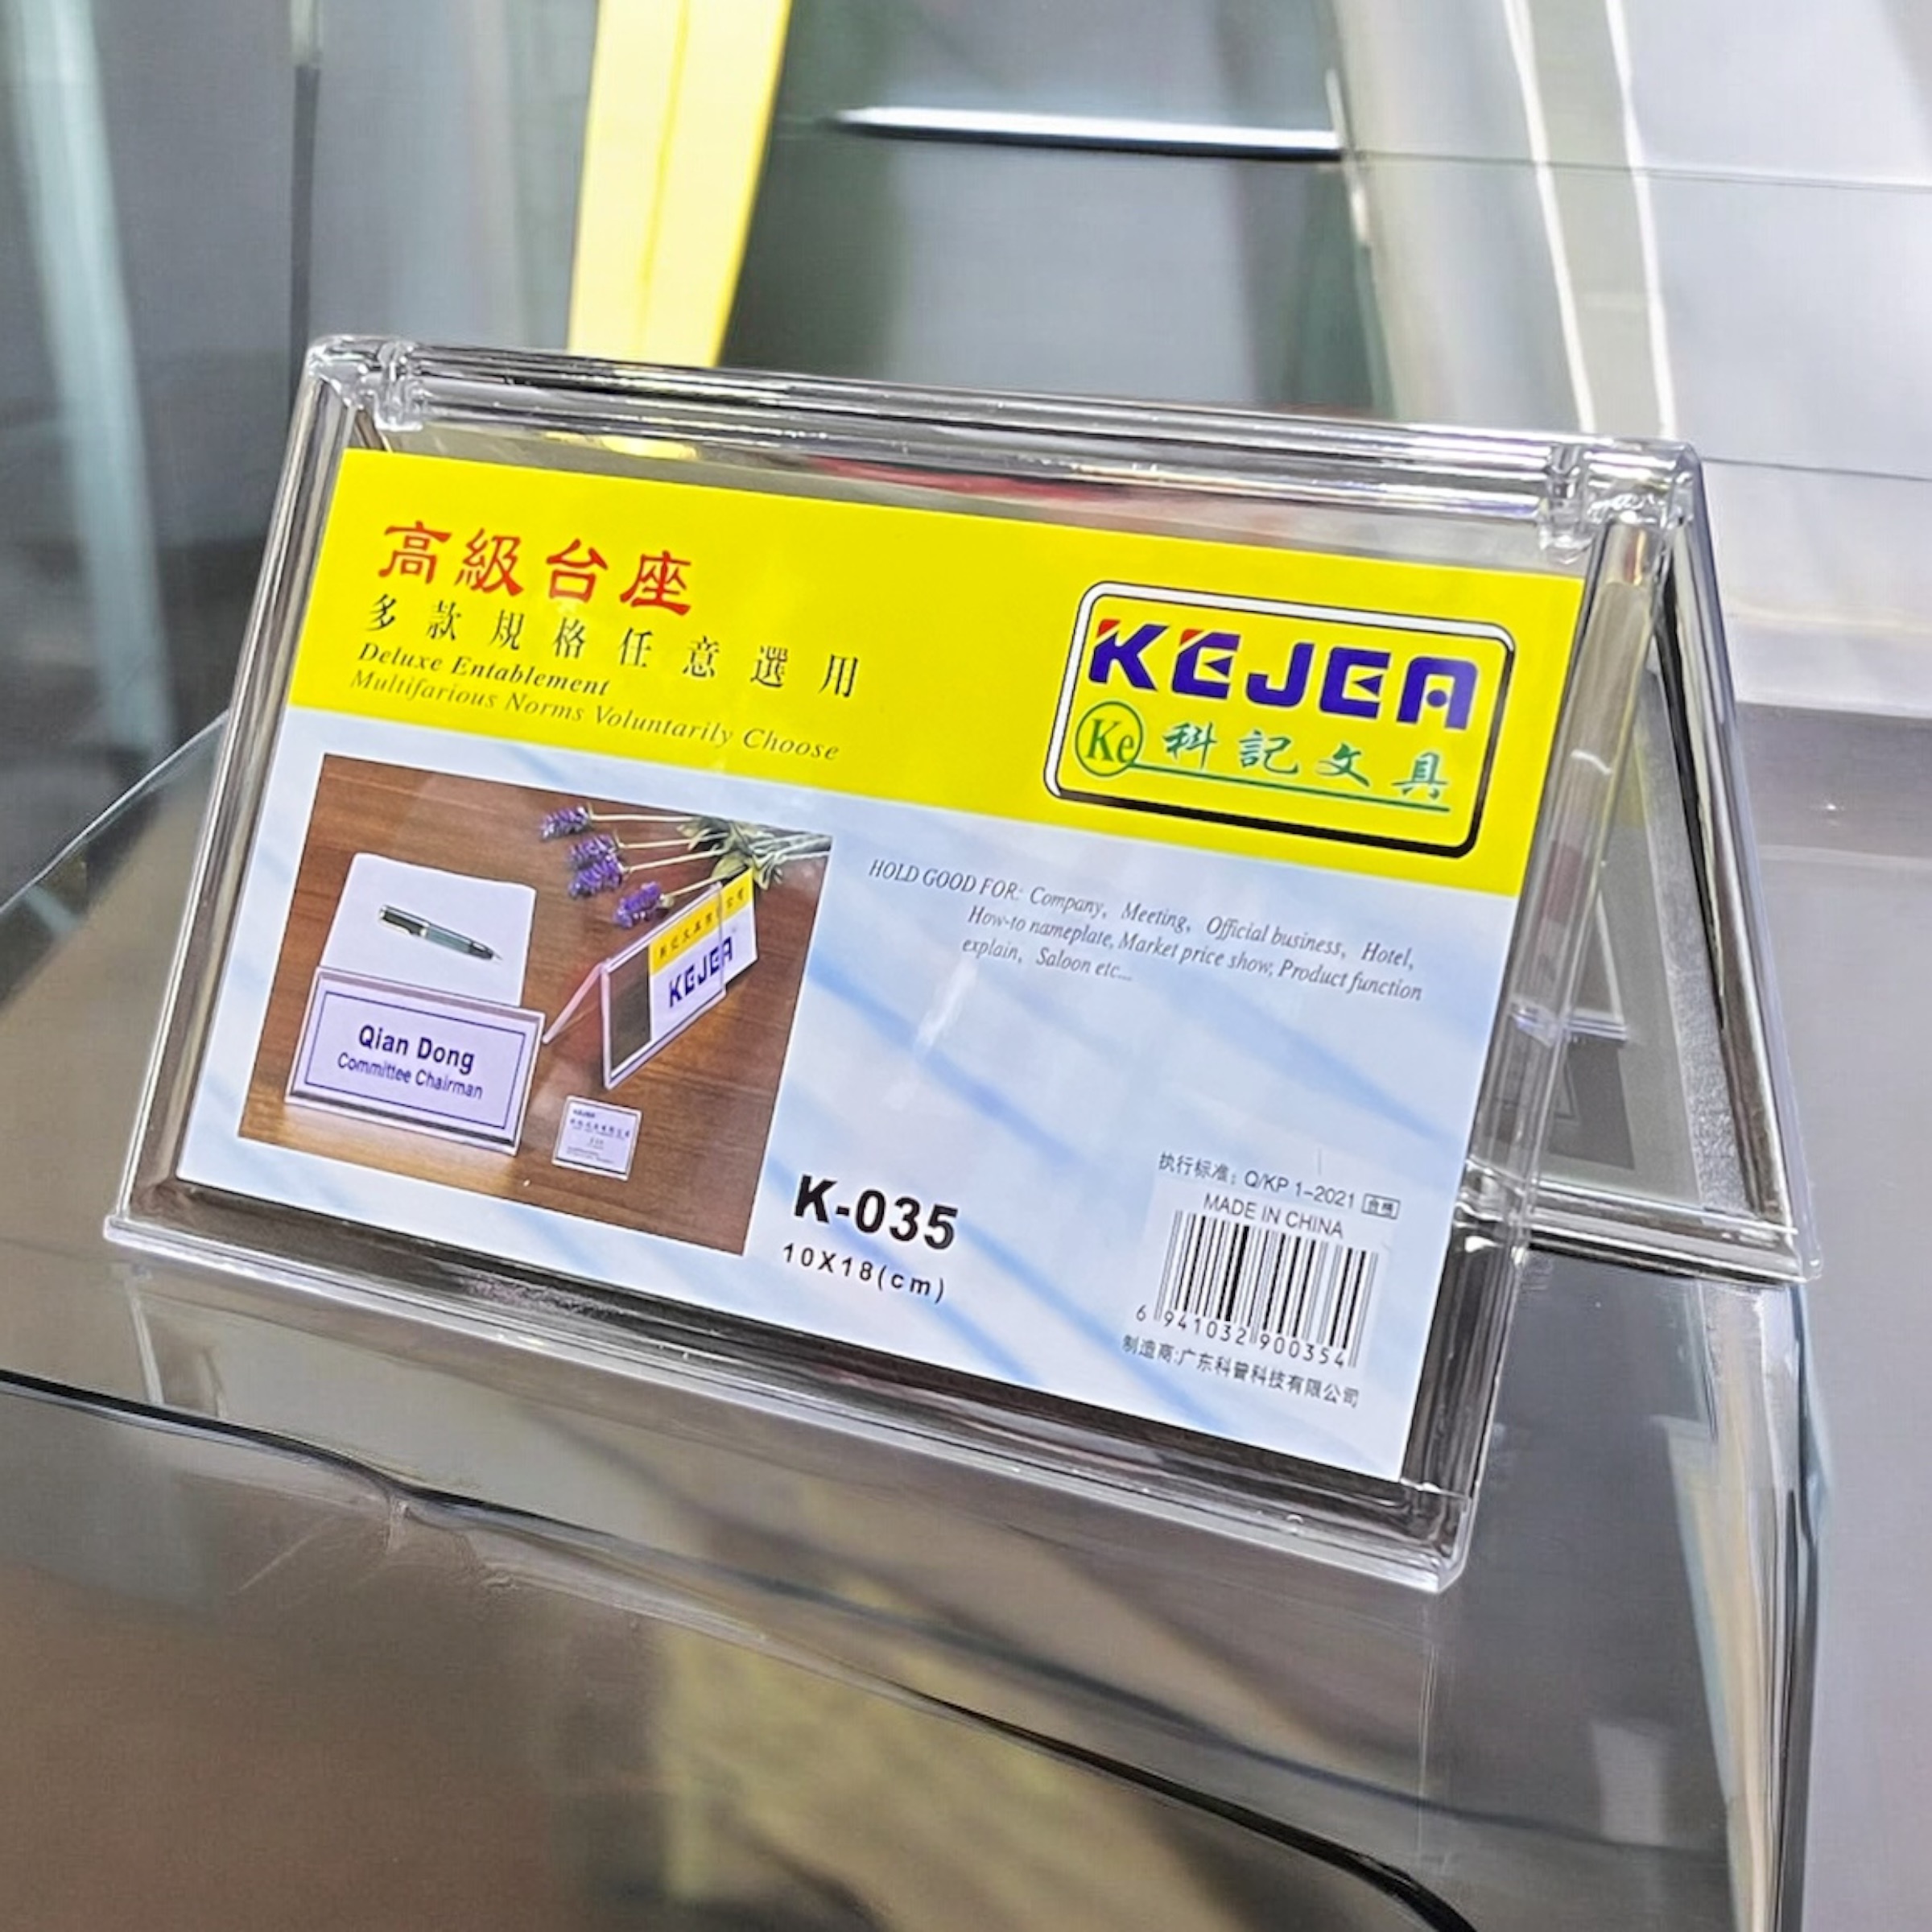 高級台座
多款規格任意選用
Deluxe Entablement
Multifarious Norms Voluntarily Choose
KEJEA
Ke 科記文具
HOLD GOOD FOR: Company, Meeting, Official business, Hotel,
How-to nameplate, Market price show, Product function
explain, Saloon etc...
KEJEA
Qian Dong
Committee Chairman
K-035
10X18(cm)
执行标准: Q/KP 1-2021 合格
MADE IN CHINA
6 941032 900354
制造商:广东科普科技有限公司